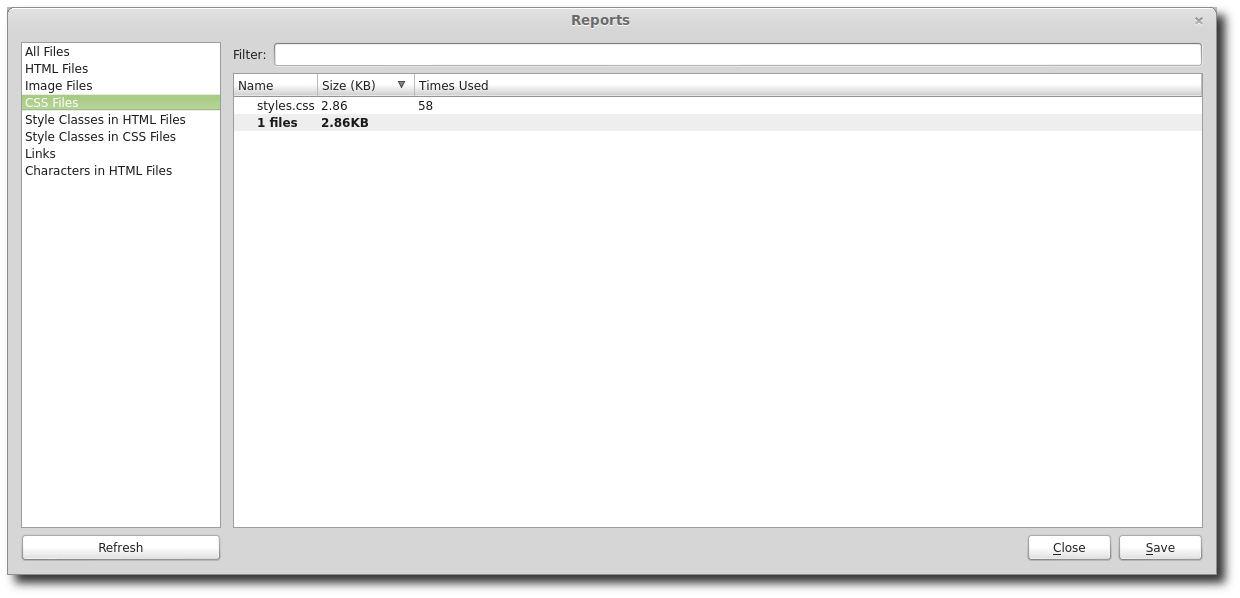 Reports
All Files
HTML Files
Image Files
CSS Files
Style Classes in HTML Files
Style Classes in CSS Files
Links
Characters in HTML Files
Refresh
Filter:
Name Size (KB) Times Used
styles.css 2.86 58
1 files 2.86KB
Close Save